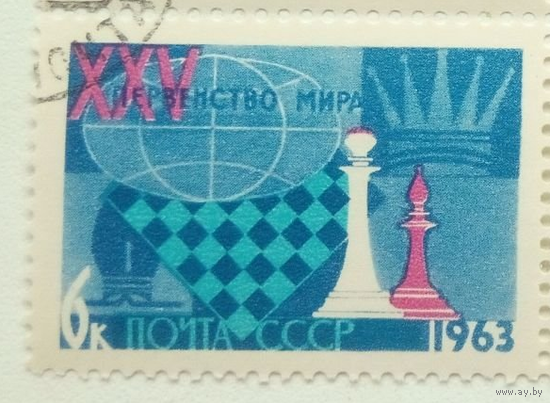 XXV
ПЕРВЕНСТВО МИРА
6к ПОЧТА СССР 1963
www.ay.by